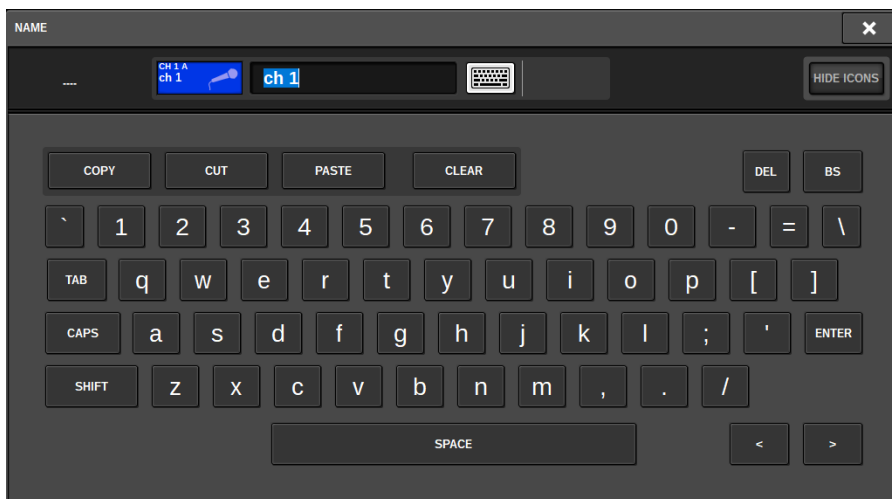 NAME
CH 1 A
---- ch 1 ch 1 HIDE ICONS
COPY CUT PASTE CLEAR DEL BS
` 1 2 3 4 5 6 7 8 9 0 - = \
TAB q w e r t y u i o p [ ]
CAPS a s d f g h j k l ; ' ENTER
SHIFT z x c v b n m , . /
SPACE < >